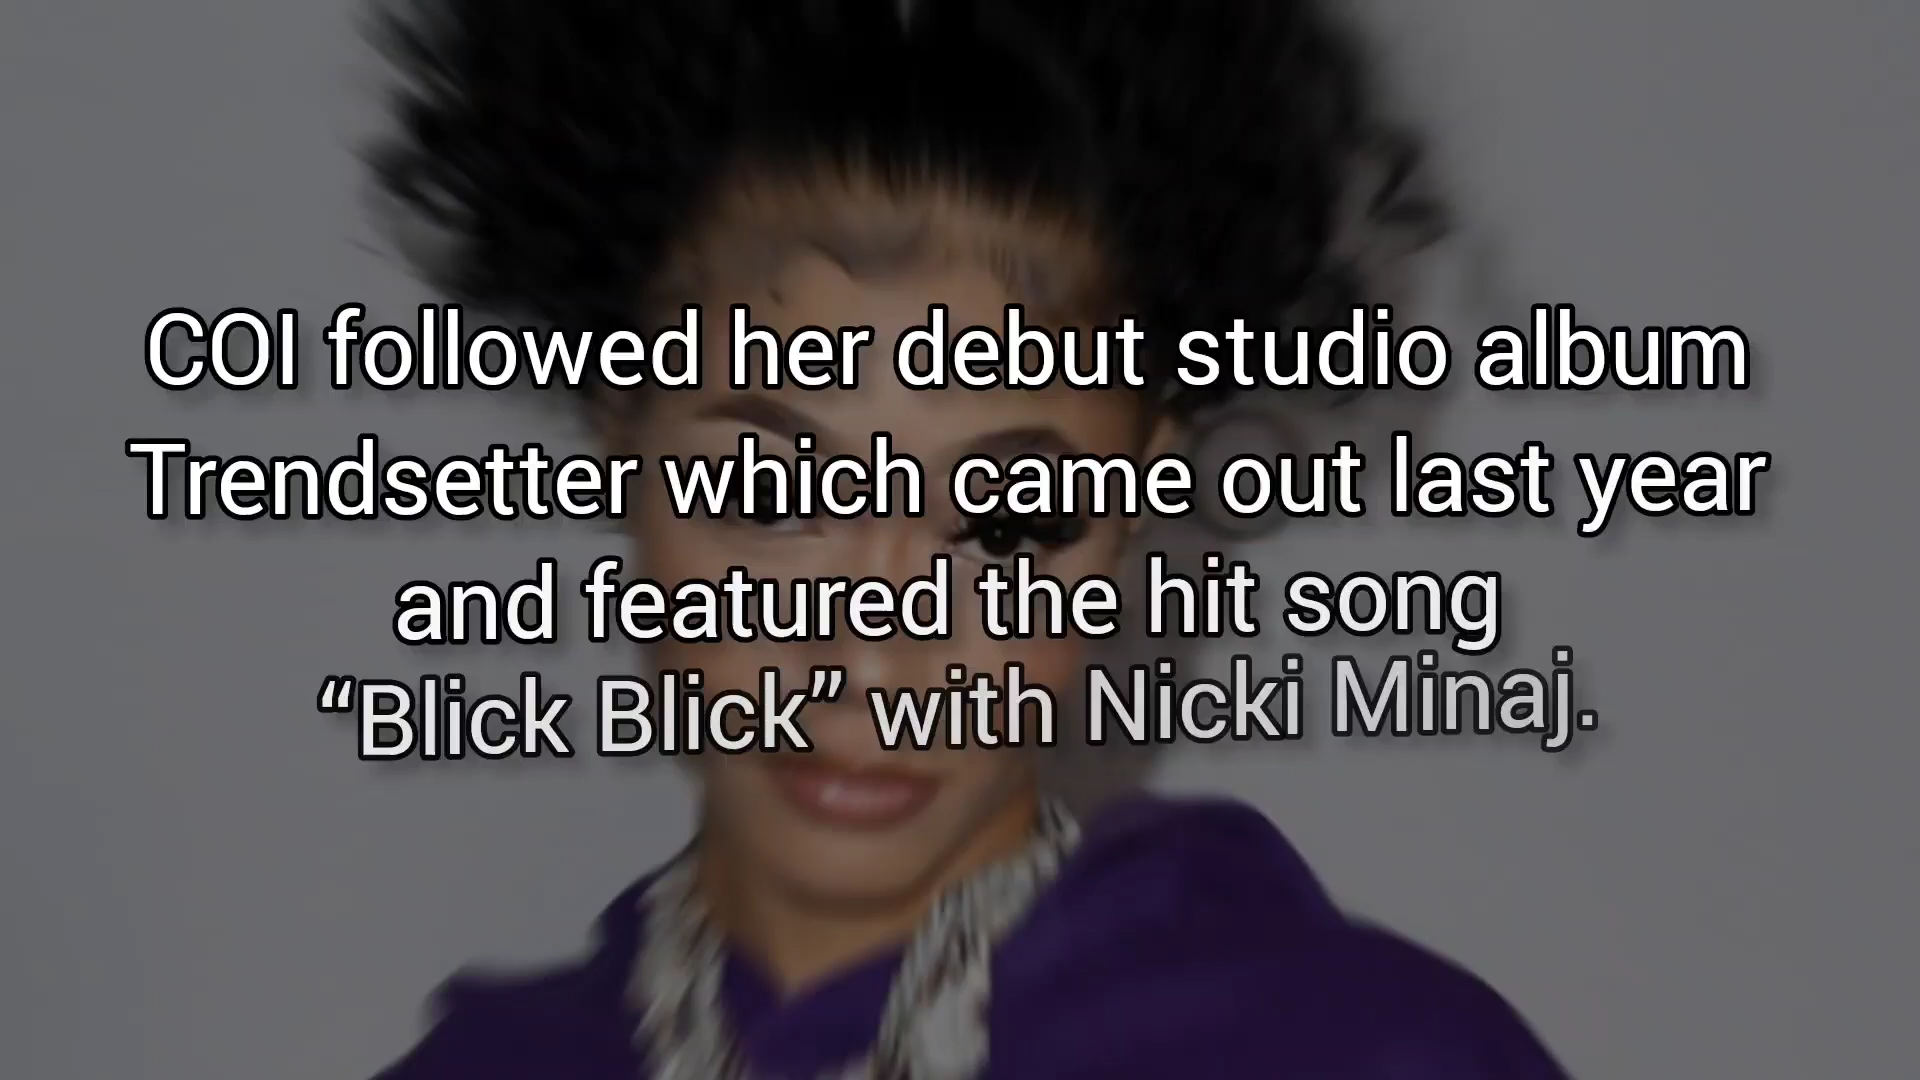 COI followed her debut studio album
Trendsetter which came out last year
and featured the hit song
“Blick Blick” with Nicki Minaj.